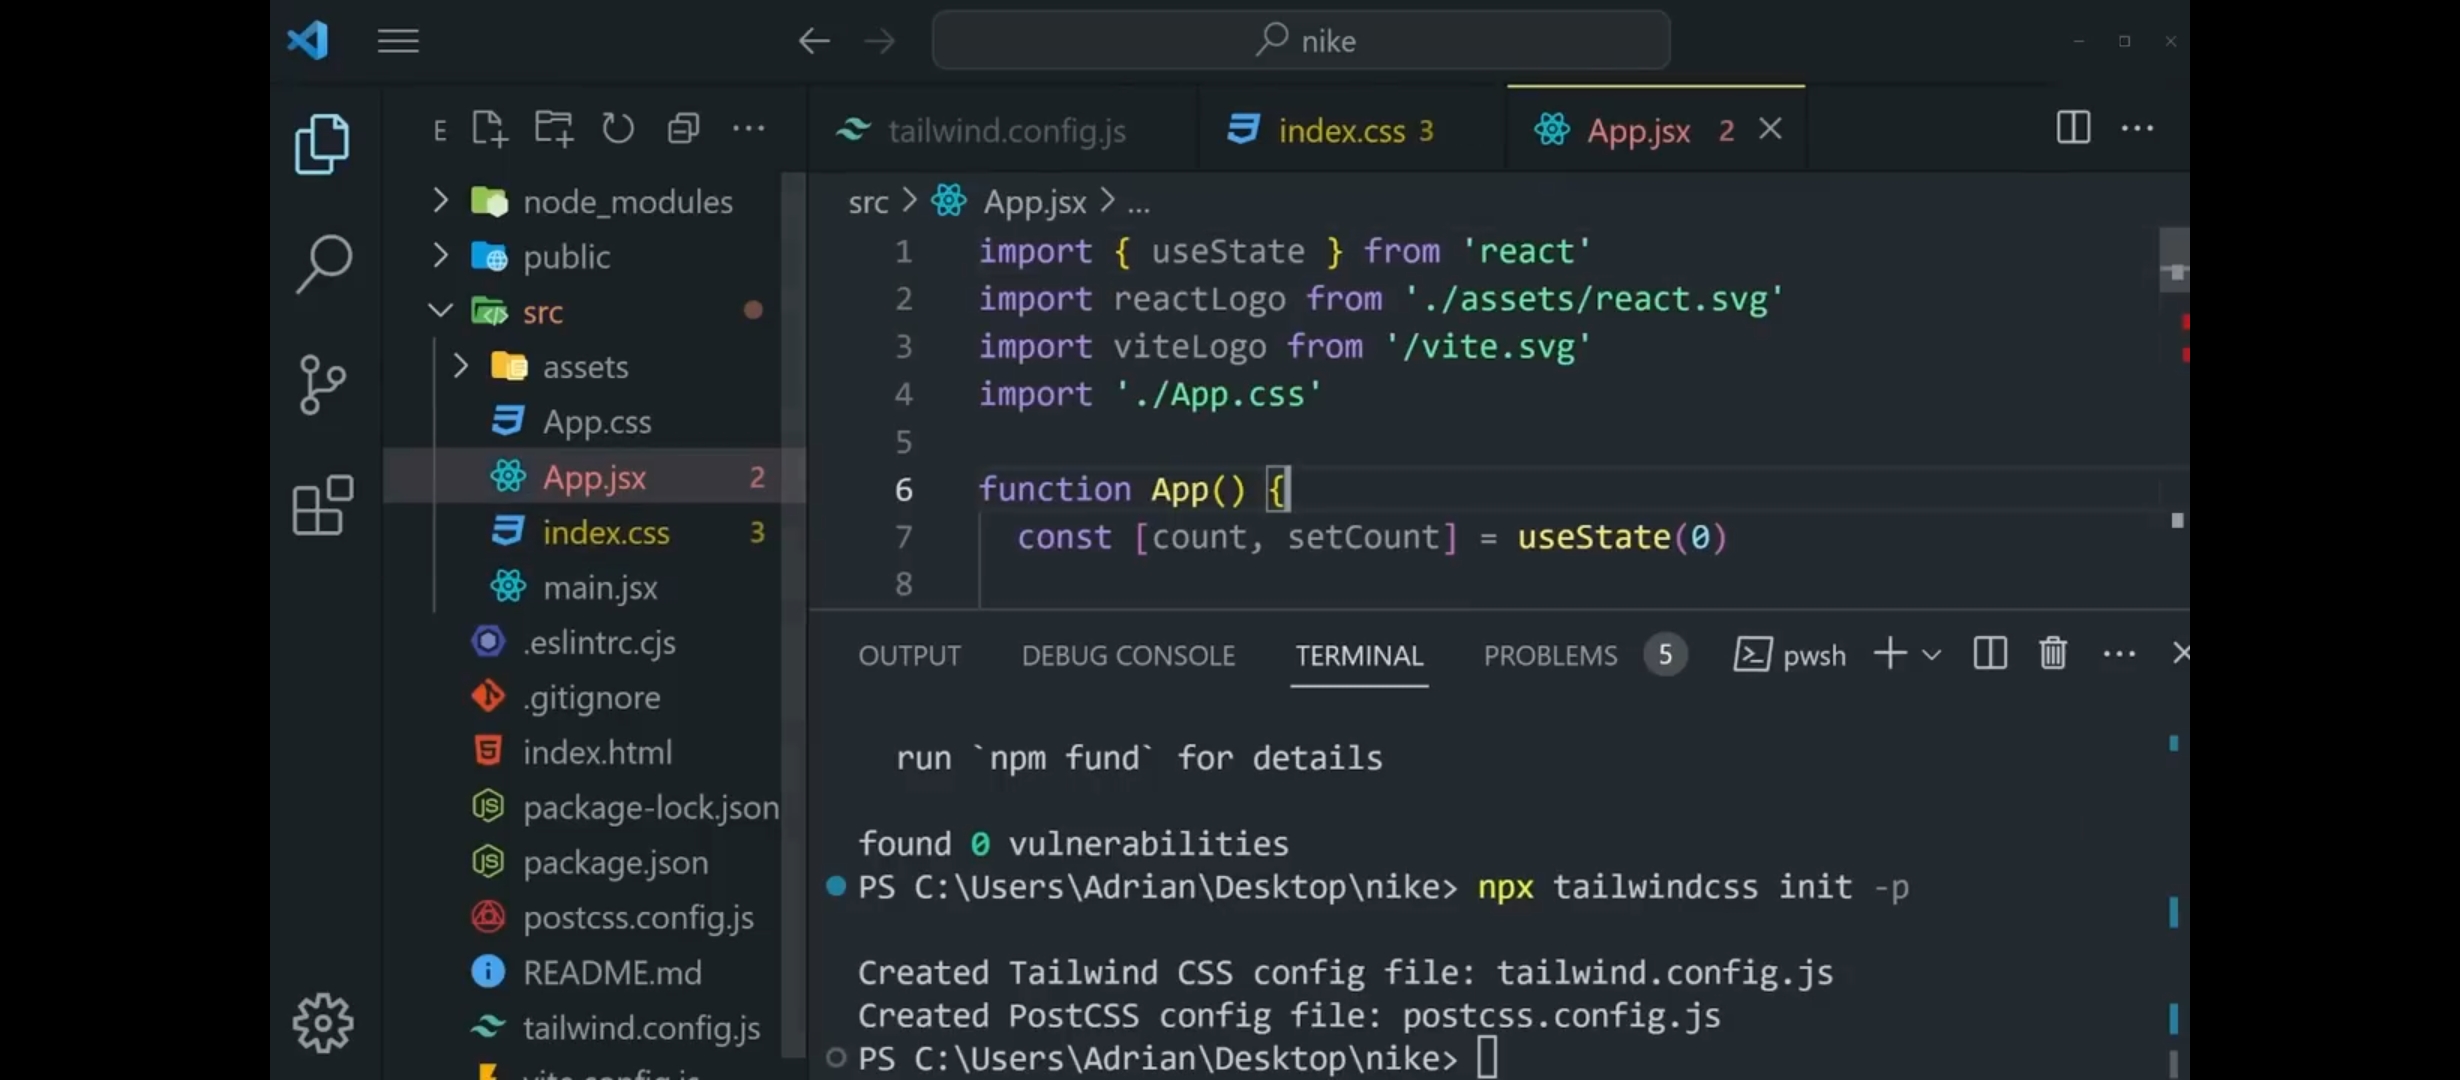 nike
E
tailwind.config.js
index.css 3
App.jsx 2
node_modules
public
src
assets
App.css
App.jsx 2
index.css 3
main.jsx
.eslintrc.cjs
.gitignore
index.html
package-lock.json
package.json
postcss.config.js
README.md
tailwind.config.js
vite.config.js
src > App.jsx > ...
1 import { useState } from 'react'
2 import reactLogo from './assets/react.svg'
3 import viteLogo from '/vite.svg'
4 import './App.css'
5
6 function App() {
7 const [count, setCount] = useState(0)
8
OUTPUT DEBUG CONSOLE TERMINAL PROBLEMS 5 pwsh
run `npm fund` for details
found 0 vulnerabilities
PS C:\Users\Adrian\Desktop\nike> npx tailwindcss init -p
Created Tailwind CSS config file: tailwind.config.js
Created PostCSS config file: postcss.config.js
PS C:\Users\Adrian\Desktop\nike>